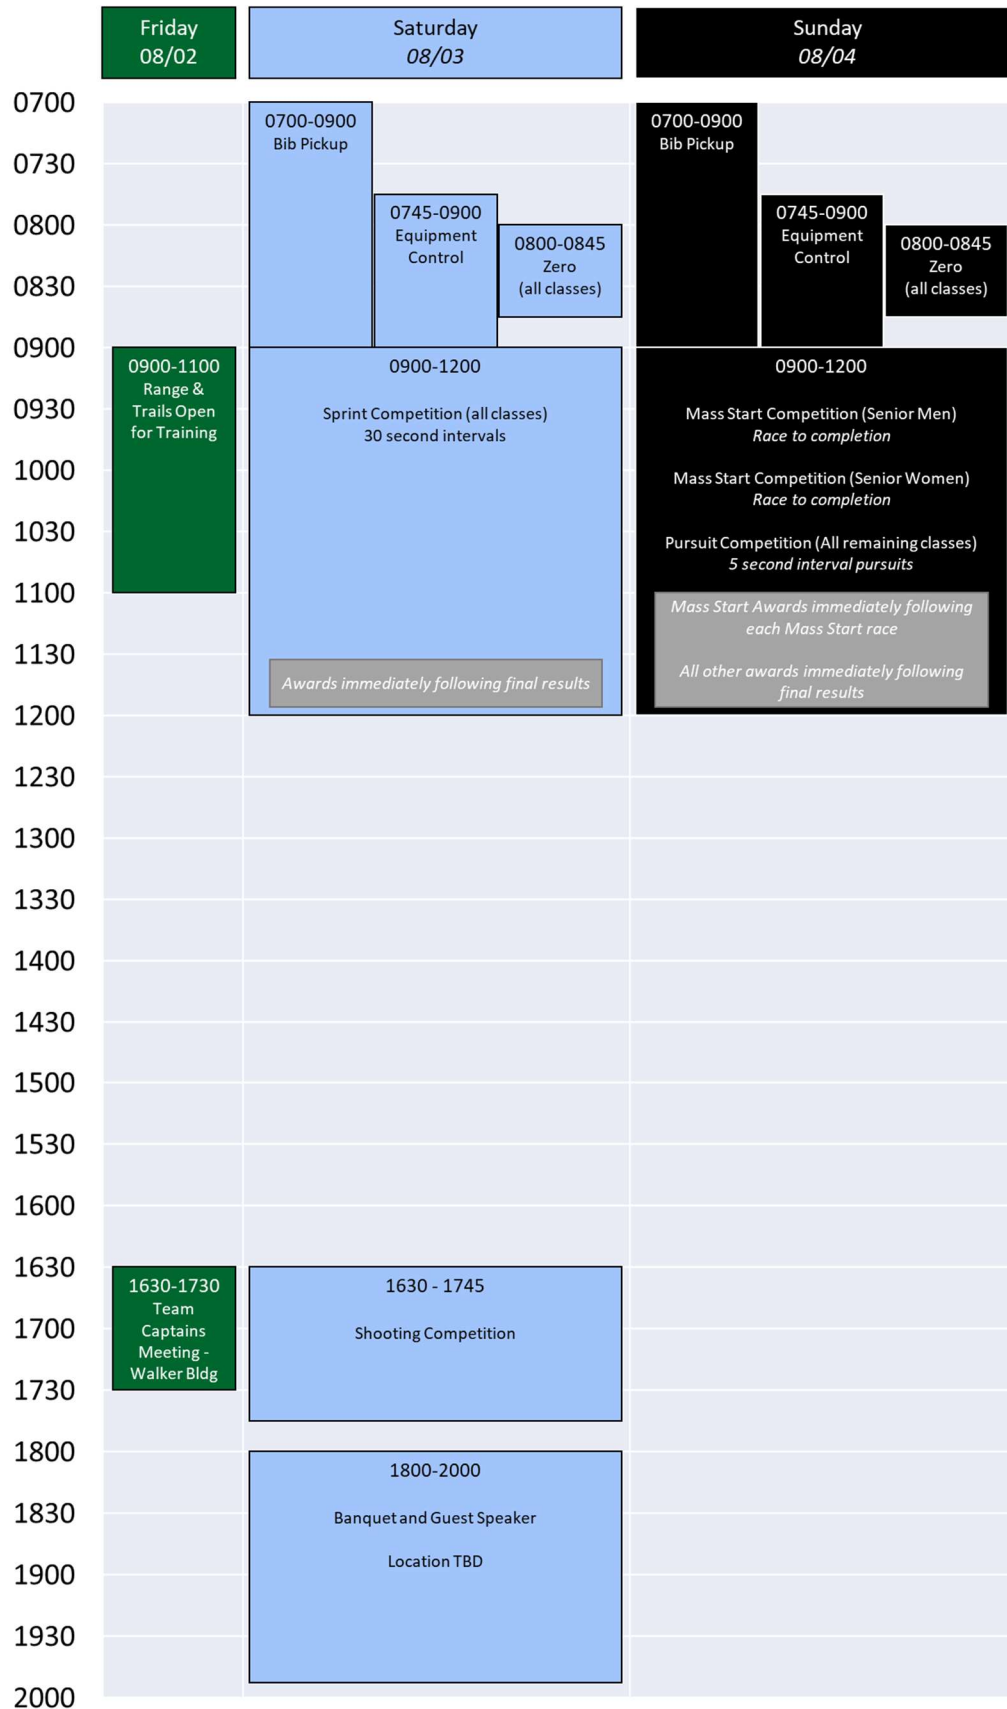 Friday
08/02
Saturday
08/03
Sunday
08/04
0700
0730
0800
0830
0900
0930
1000
1030
1100
1130
1200
1230
1300
1330
1400
1430
1500
1530
1600
1630
1700
1730
1800
1830
1900
1930
2000
0900-1100
Range &
Trails Open
for Training
1630-1730
Team
Captains
Meeting -
Walker Bldg
0700-0900
Bib Pickup
0745-0900
Equipment
Control
0800-0845
Zero
(all classes)
0900-1200
Sprint Competition (all classes)
30 second intervals
Awards immediately following final results
1630 - 1745
Shooting Competition
1800-2000
Banquet and Guest Speaker
Location TBD
0700-0900
Bib Pickup
0745-0900
Equipment
Control
0800-0845
Zero
(all classes)
0900-1200
Mass Start Competition (Senior Men)
Race to completion
Mass Start Competition (Senior Women)
Race to completion
Pursuit Competition (All remaining classes)
5 second interval pursuits
Mass Start Awards immediately following
each Mass Start race
All other awards immediately following
final results